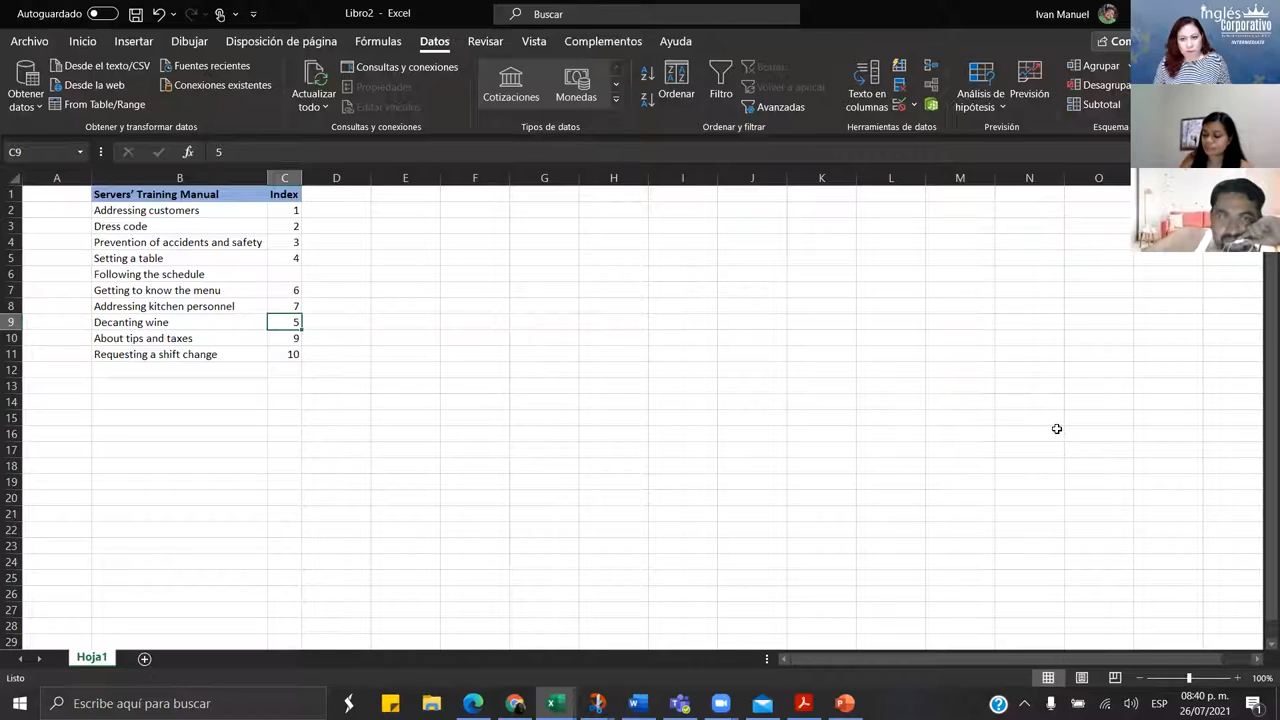 Autoguardado Libro2 - Excel Buscar Ivan Manuel
Archivo Inicio Insertar Dibujar Disposición de página Fórmulas Datos Revisar Vista Complementos Ayuda Com
Obtener datos
Desde el texto/CSV
Desde la web
From Table/Range
Fuentes recientes
Conexiones existentes
Obtener y transformar datos
Actualizar todo
Consultas y conexiones
Propiedades
Editar vínculos
Consultas y conexiones
Cotizaciones Monedas
Tipos de datos
Ordenar Filtro
Borrar
Volver a aplicar
Avanzadas
Ordenar y filtrar
Texto en columnas
Herramientas de datos
Análisis de hipótesis
Previsión
Previsión
Agrupar
Desagrupa
Subtotal
Esquema
Inglés
Corporativo
INTERMEDIATE
C9 fx 5
A B C D E F G H I J K L M N O
1 Servers' Training Manual Index
2 Addressing customers 1
3 Dress code 2
4 Prevention of accidents and safety 3
5 Setting a table 4
6 Following the schedule
7 Getting to know the menu 6
8 Addressing kitchen personnel 7
9 Decanting wine 5
10 About tips and taxes 9
11 Requesting a shift change 10
12
13
14
15
16
17
18
19
20
21
22
23
24
25
26
27
28
29
Hoja1
Listo 100%
Escribe aquí para buscar ESP 08:40 p. m.
26/07/2021